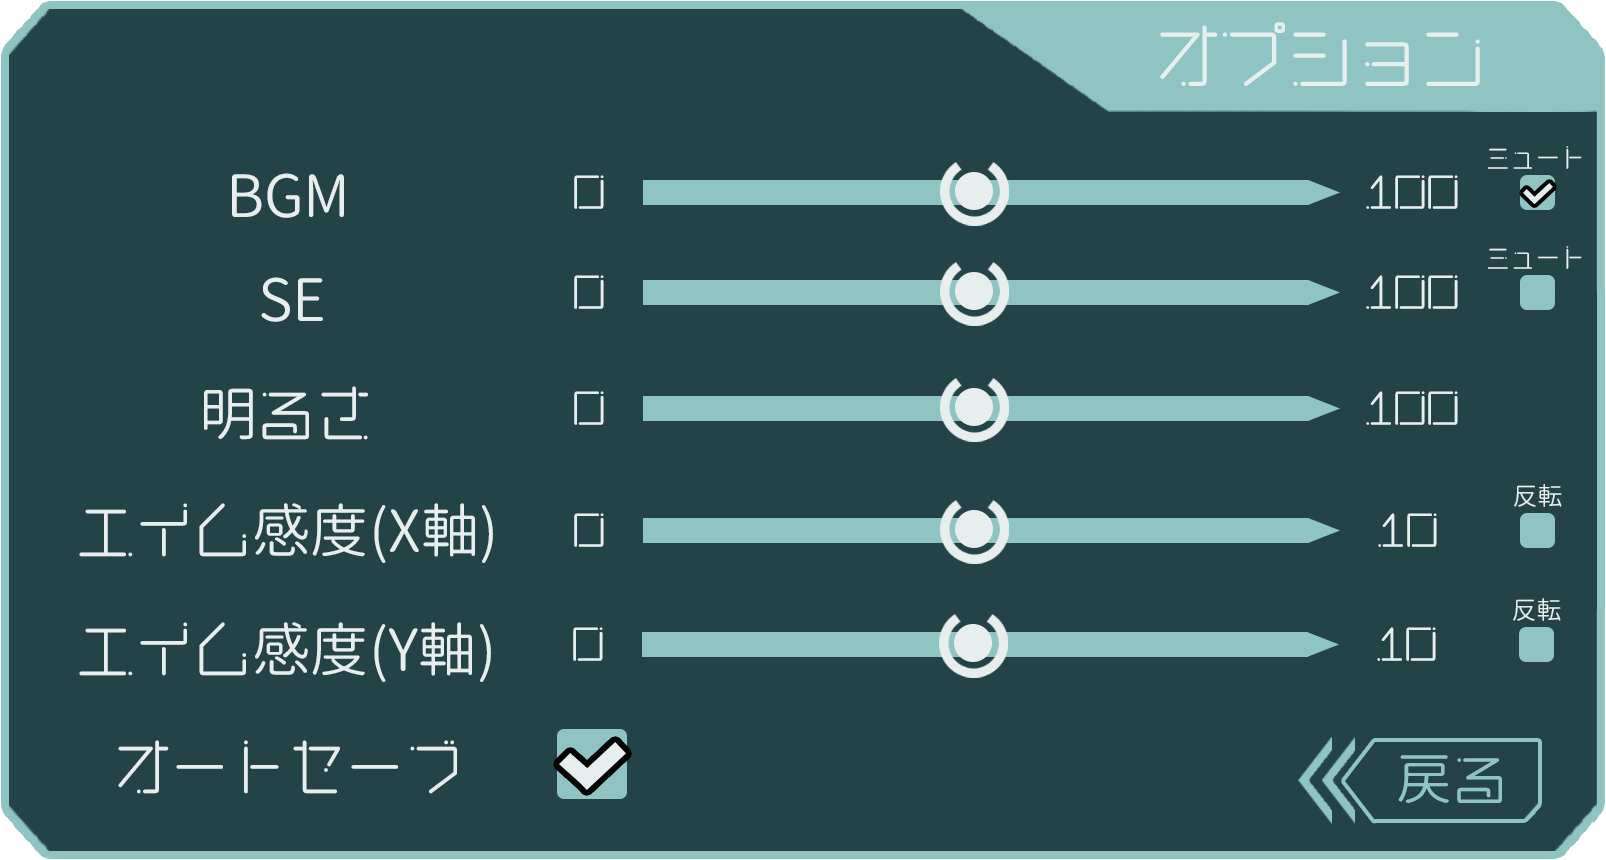 オプション
ミュート
BGM 0 100
ミュート
SE 0 100
明るさ 0 100
反転
エイム感度(X軸) 0 10
反転
エイム感度(Y軸) 0 10
オートセーブ
戻る